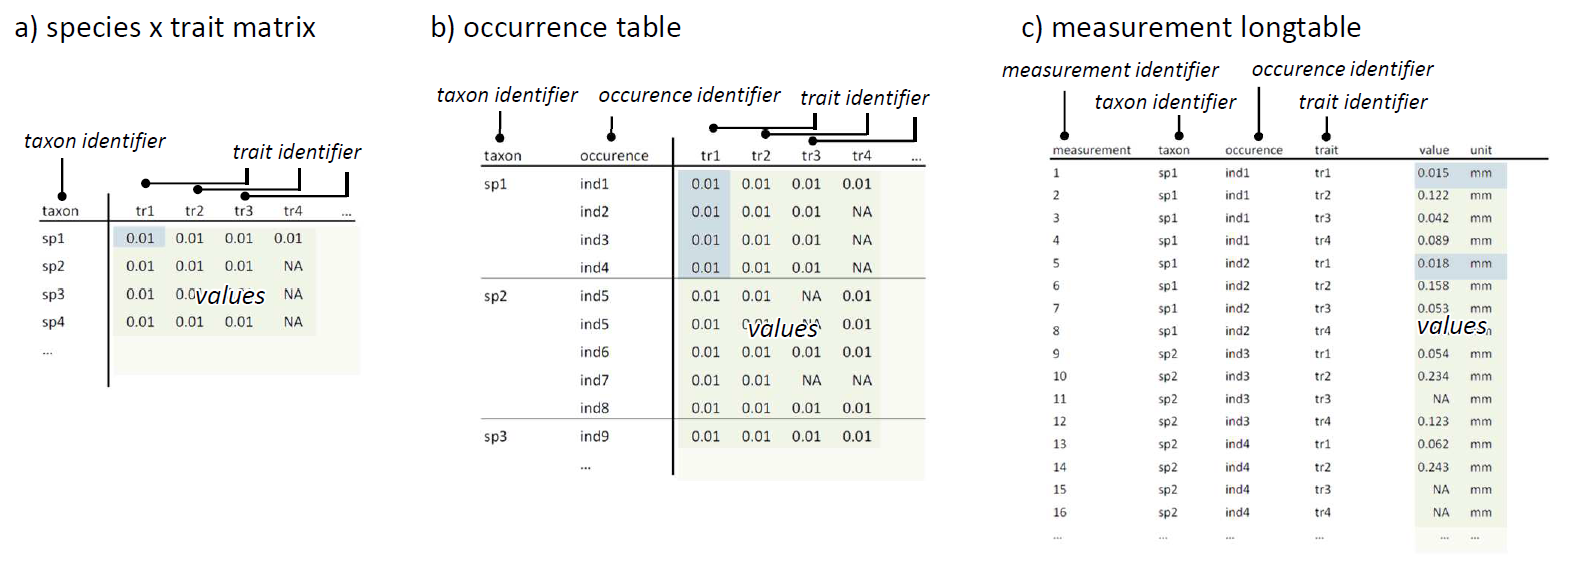 a) species x trait matrix
taxon identifier
trait identifier
taxon tr1 tr2 tr3 tr4 ...
sp1 0.01 0.01 0.01 0.01
sp2 0.01 0.01 0.01 NA
sp3 0.01 values NA
sp4 0.01 0.01 0.01 NA
...
b) occurrence table
taxon identifier occurence identifier trait identifier
taxon occurence tr1 tr2 tr3 tr4 ...
sp1 ind1 0.01 0.01 0.01 0.01
ind2 0.01 0.01 0.01 NA
ind3 0.01 0.01 0.01 NA
ind4 0.01 0.01 0.01 NA
sp2 ind5 0.01 0.01 NA 0.01
ind5 0.01 values 0.01
ind6 0.01 0.01 0.01 0.01
ind7 0.01 0.01 NA NA
ind8 0.01 0.01 0.01 0.01
sp3 ind9 0.01 0.01 0.01 0.01
...
c) measurement longtable
measurement identifier occurence identifier
taxon identifier trait identifier
measurement taxon occurence trait value unit
1 sp1 ind1 tr1 0.015 mm
2 sp1 ind1 tr2 0.122 mm
3 sp1 ind1 tr3 0.042 mm
4 sp1 ind1 tr4 0.089 mm
5 sp1 ind2 tr1 0.018 mm
6 sp1 ind2 tr2 0.158 mm
7 sp1 ind2 tr3 0.053 mm
8 sp1 ind2 tr4 values
9 sp2 ind3 tr1 0.054 mm
10 sp2 ind3 tr2 0.234 mm
11 sp2 ind3 tr3 NA mm
12 sp2 ind3 tr4 0.123 mm
13 sp2 ind4 tr1 0.062 mm
14 sp2 ind4 tr2 0.243 mm
15 sp2 ind4 tr3 NA mm
16 sp2 ind4 tr4 NA mm
... ... ... ... ... ...